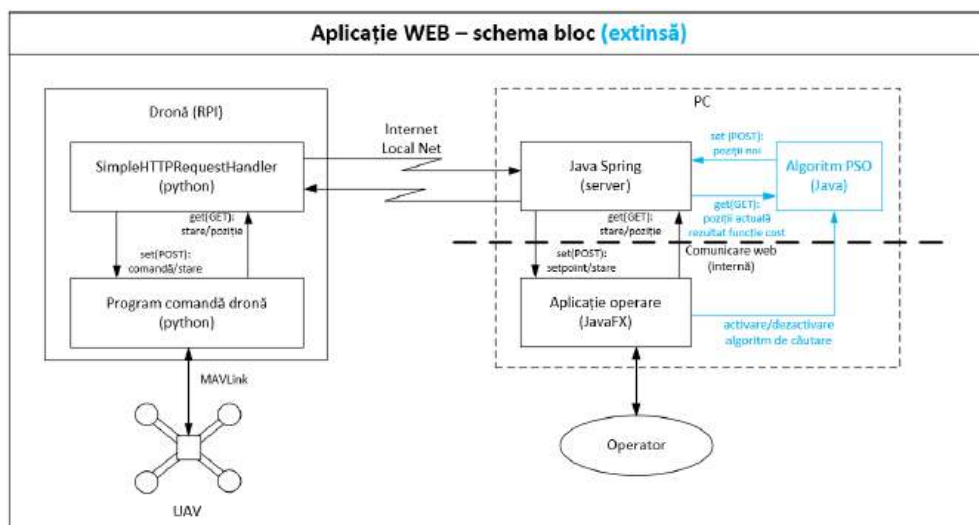 Aplicație WEB – schema bloc (extinsă)
Dronă (RPI)
SimpleHTTPRequestHandler
(python)
get(GET):
stare/poziție
set(POST):
comandă/stare
Program comandă dronă
(python)
MAVLink
UAV
Internet
Local Net
PC
Java Spring
(server)
set (POST):
poziții noi
Algoritm PSO
(Java)
get(GET):
poziții actuală
rezultat funcție cost
get(GET):
stare/poziție
Comunicare web
(internă)
set(POST):
setpoint/stare
Aplicație operare
(JavaFX)
activare/dezactivare
algoritm de căutare
Operator